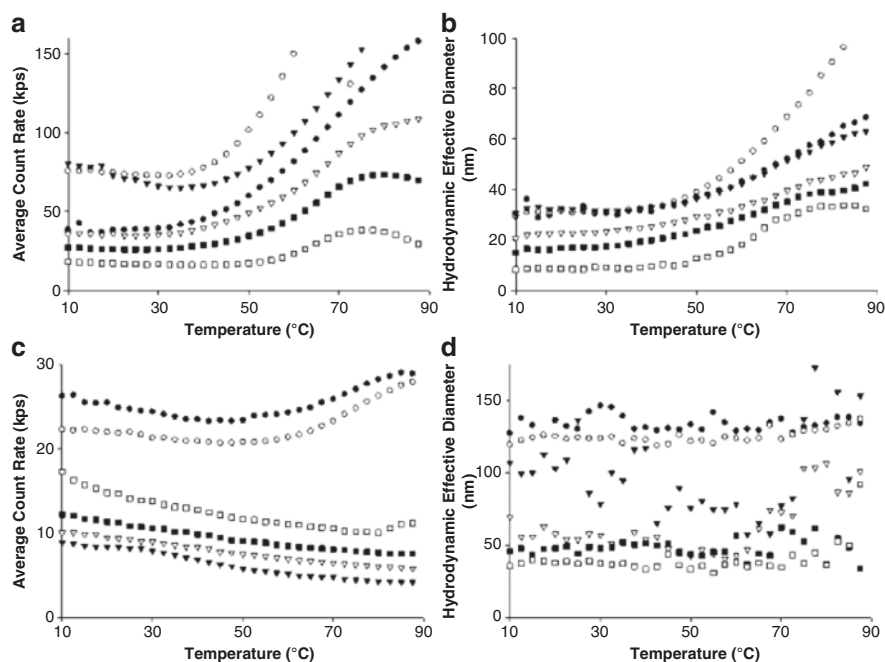 a
150
100
50
0
10 30 50 70 90
Average Count Rate (kps)
Temperature (°C)
b
100
80
60
40
20
0
10 30 50 70 90
Hydrodynamic Effective Diameter
(nm)
Temperature (°C)
c
30
20
10
0
10 30 50 70 90
Average Count Rate (kps)
Temperature (°C)
d
150
100
50
0
10 30 50 70 90
Hydrodynamic Effective Diameter
(nm)
Temperature (°C)